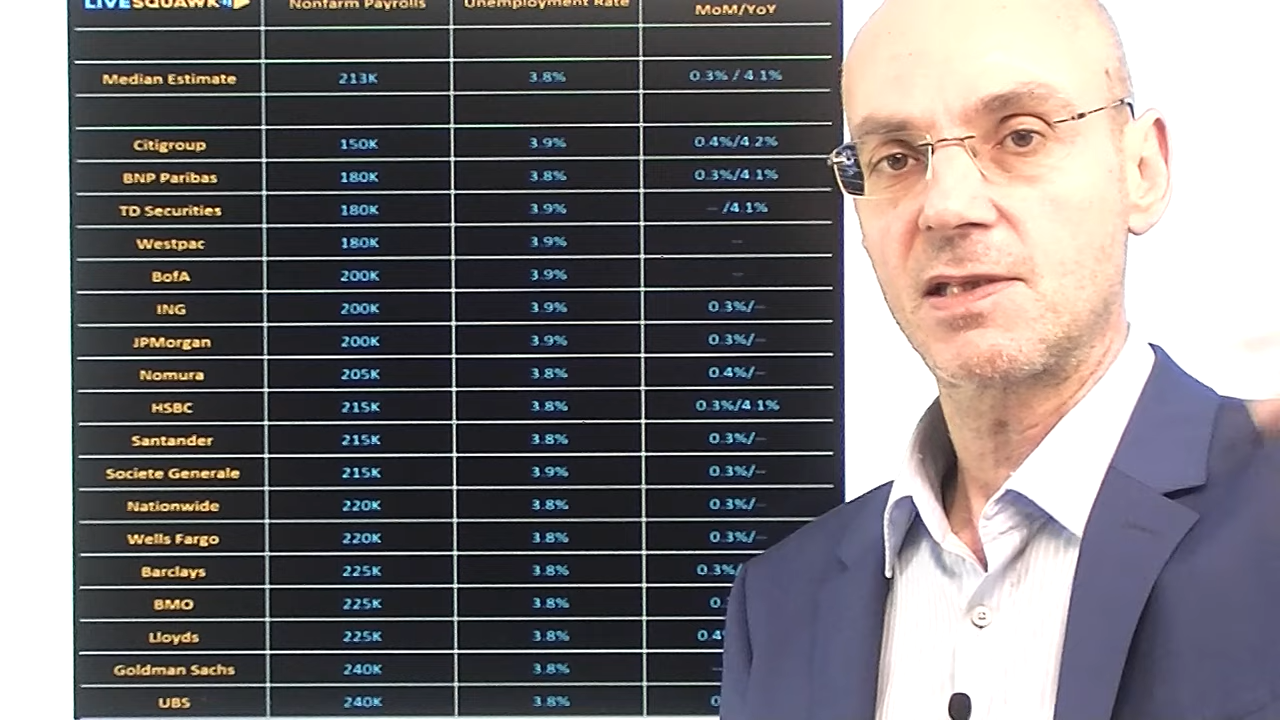 LIVESQUAWK Nonfarm Payrolls Unemployment Rate MoM/YoY
Median Estimate 213K 3.8% 0.3% / 4.1%
Citigroup 150K 3.9% 0.4%/4.2%
BNP Paribas 180K 3.8% 0.3%/4.1%
TD Securities 180K 3.9% -- /4.1%
Westpac 180K 3.9% --
BofA 200K 3.9% --
ING 200K 3.9% 0.3%/--
JPMorgan 200K 3.9% 0.3%/--
Nomura 205K 3.8% 0.4%/--
HSBC 215K 3.8% 0.3%/4.1%
Santander 215K 3.8% 0.3%/--
Societe Generale 215K 3.9% 0.3%/--
Nationwide 220K 3.8% 0.3%/--
Wells Fargo 220K 3.8% 0.3%/--
Barclays 225K 3.8% 0.3%/
BMO 225K 3.8% 0.
Lloyds 225K 3.8% 0.4
Goldman Sachs 240K 3.8% --
UBS 240K 3.8% 0